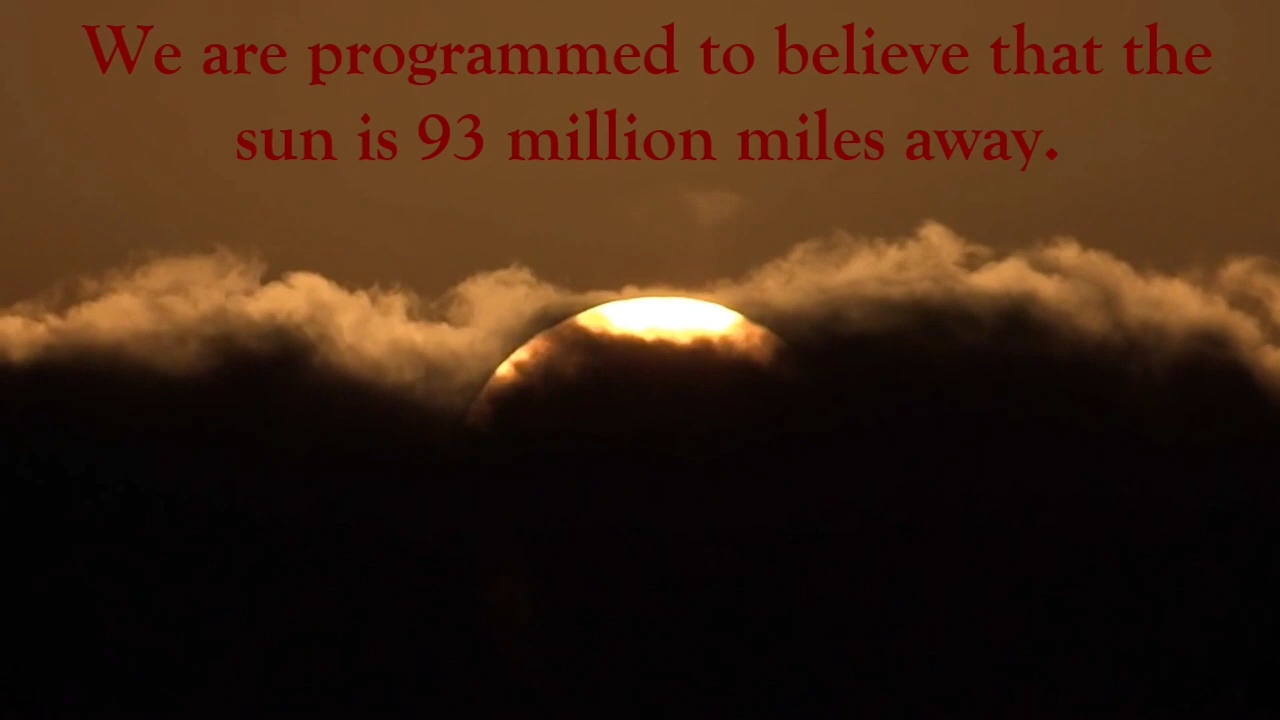 We are programmed to believe that the
sun is 93 million miles away.